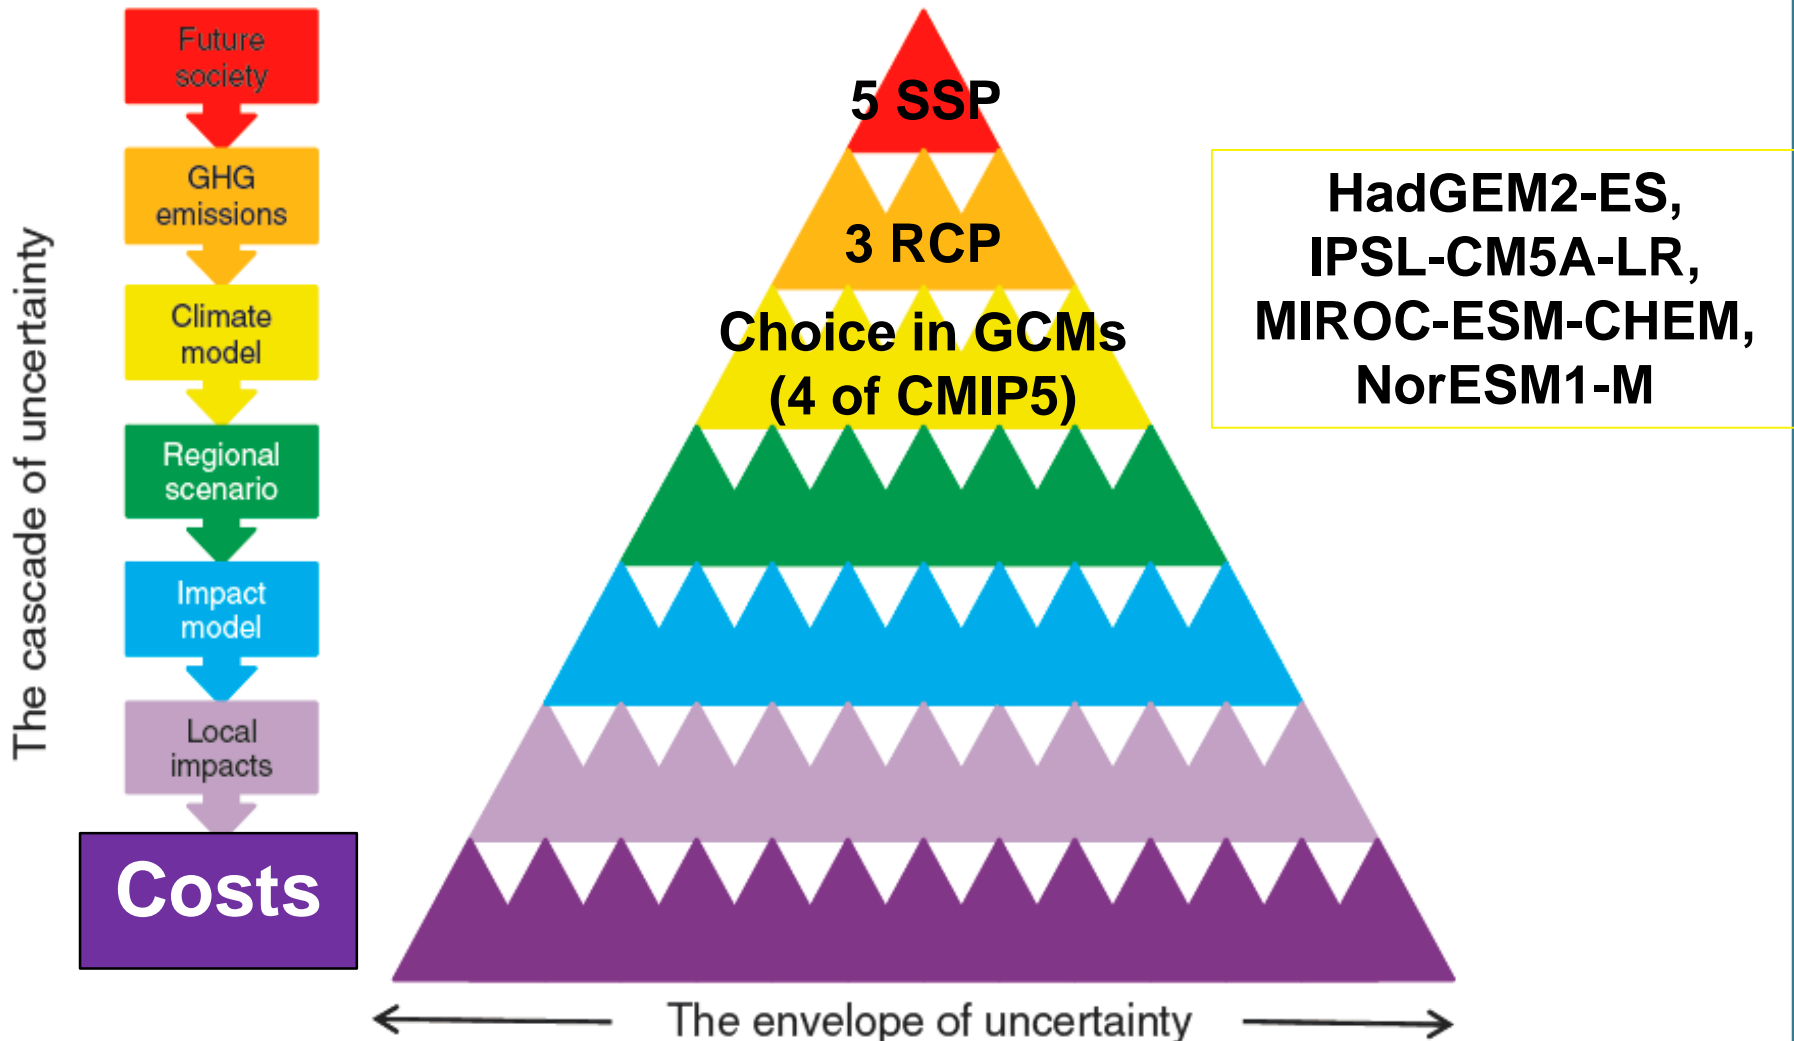 The cascade of uncertainty
Future
society
GHG
emissions
Climate
model
Regional
scenario
Impact
model
Local
impacts
Costs
5 SSP
3 RCP
Choice in GCMs
(4 of CMIP5)
HadGEM2-ES,
IPSL-CM5A-LR,
MIROC-ESM-CHEM,
NorESM1-M
The envelope of uncertainty